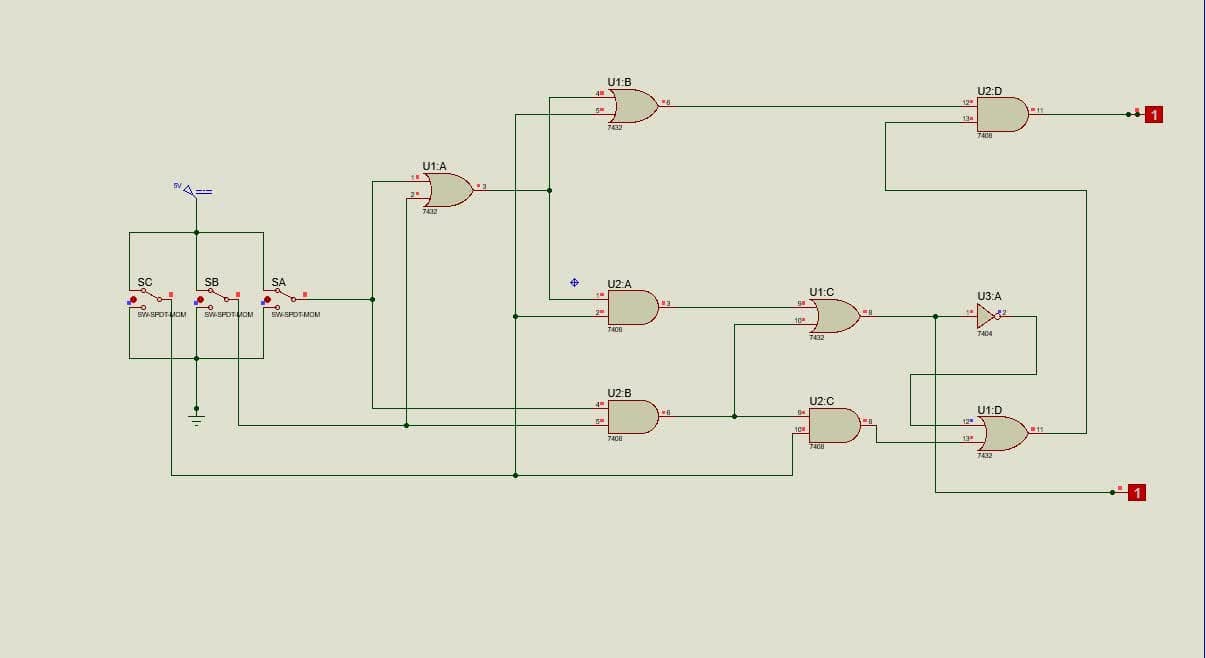 U1:B
4
5
6
7432
U2:D
12
13
11
7408
1
U1:A
1
2
3
7432
5V
SC
SB
SA
SW-SPDT-MOM
SW-SPDT-MOM
SW-SPDT-MOM
U2:A
1
2
3
7408
U1:C
9
10
8
7432
U3:A
1
2
7404
U2:B
4
5
6
7408
U2:C
9
10
8
7408
U1:D
12
13
11
7432
1